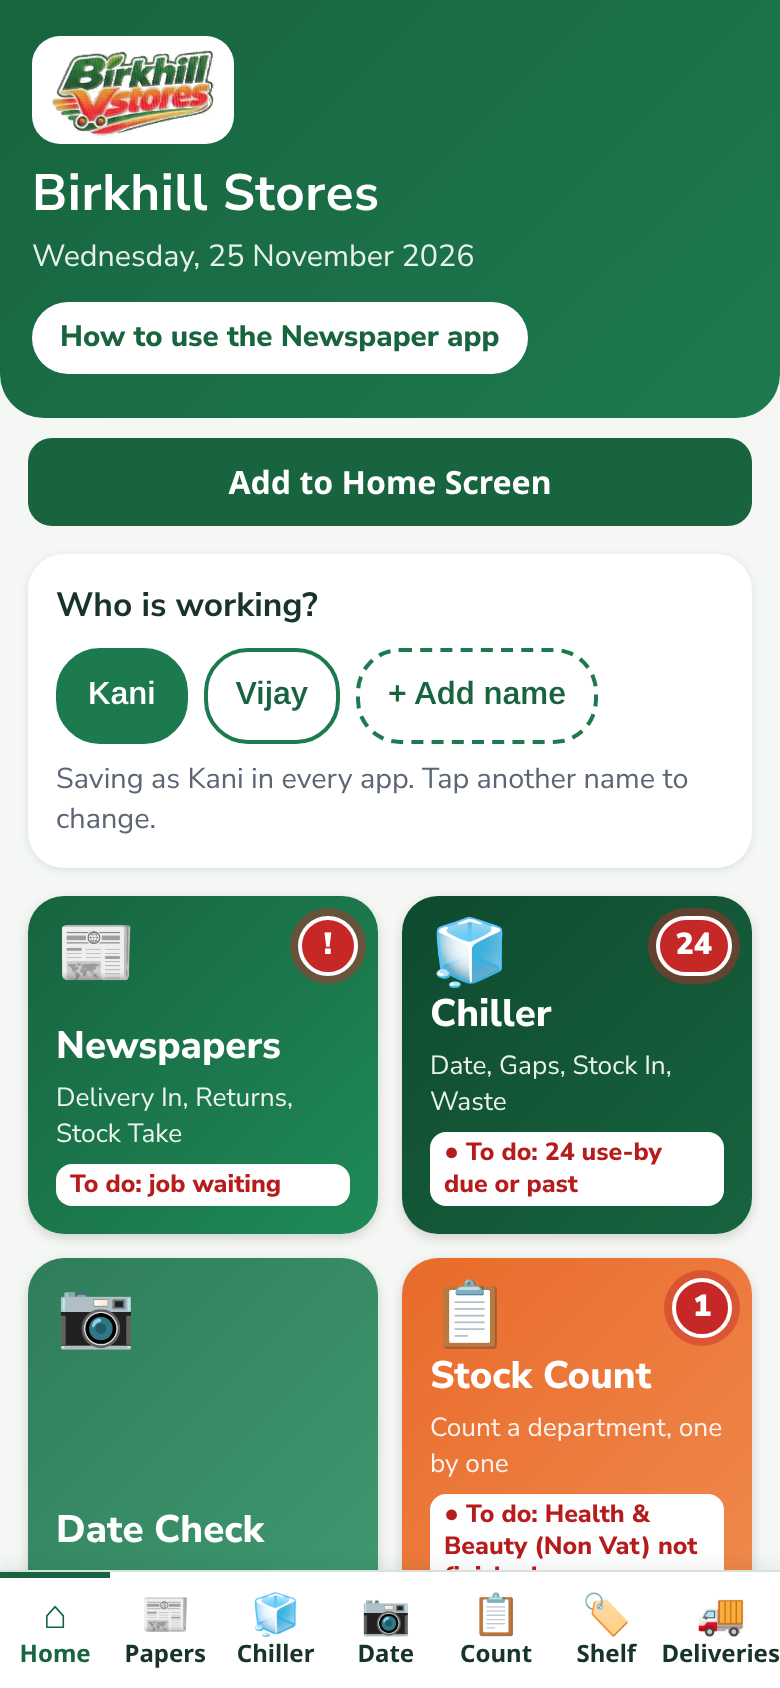 Birkhill
Vstores
Birkhill Stores
Wednesday, 25 November 2026
How to use the Newspaper app
Add to Home Screen
Who is working?
Kani
Vijay
+ Add name
Saving as Kani in every app. Tap another name to
change.
!
Newspapers
Delivery In, Returns,
Stock Take
To do: job waiting
24
Chiller
Date, Gaps, Stock In,
Waste
● To do: 24 use-by
due or past
Date Check
1
Stock Count
Count a department, one
by one
● To do: Health &
Beauty (Non Vat) not
Home
Papers
Chiller
Date
Count
Shelf
Deliveries